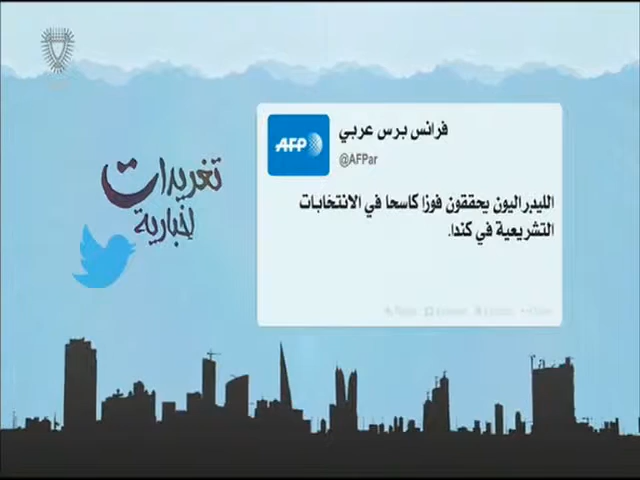 تغريدات
إخبارية
AFP
فرانس برس عربي
@AFPar
الليبراليون يحققون فوزا كاسحا في الانتخابات
التشريعية في كندا.